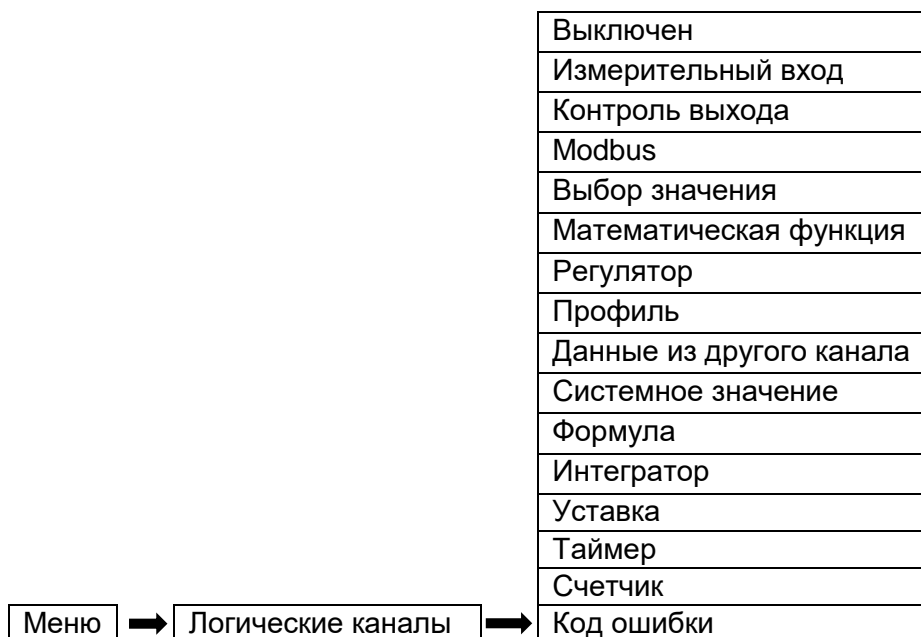 Выключен
Измерительный вход
Контроль выхода
Modbus
Выбор значения
Математическая функция
Регулятор
Профиль
Данные из другого канала
Системное значение
Формула
Интегратор
Уставка
Таймер
Счетчик
Меню Логические каналы Код ошибки